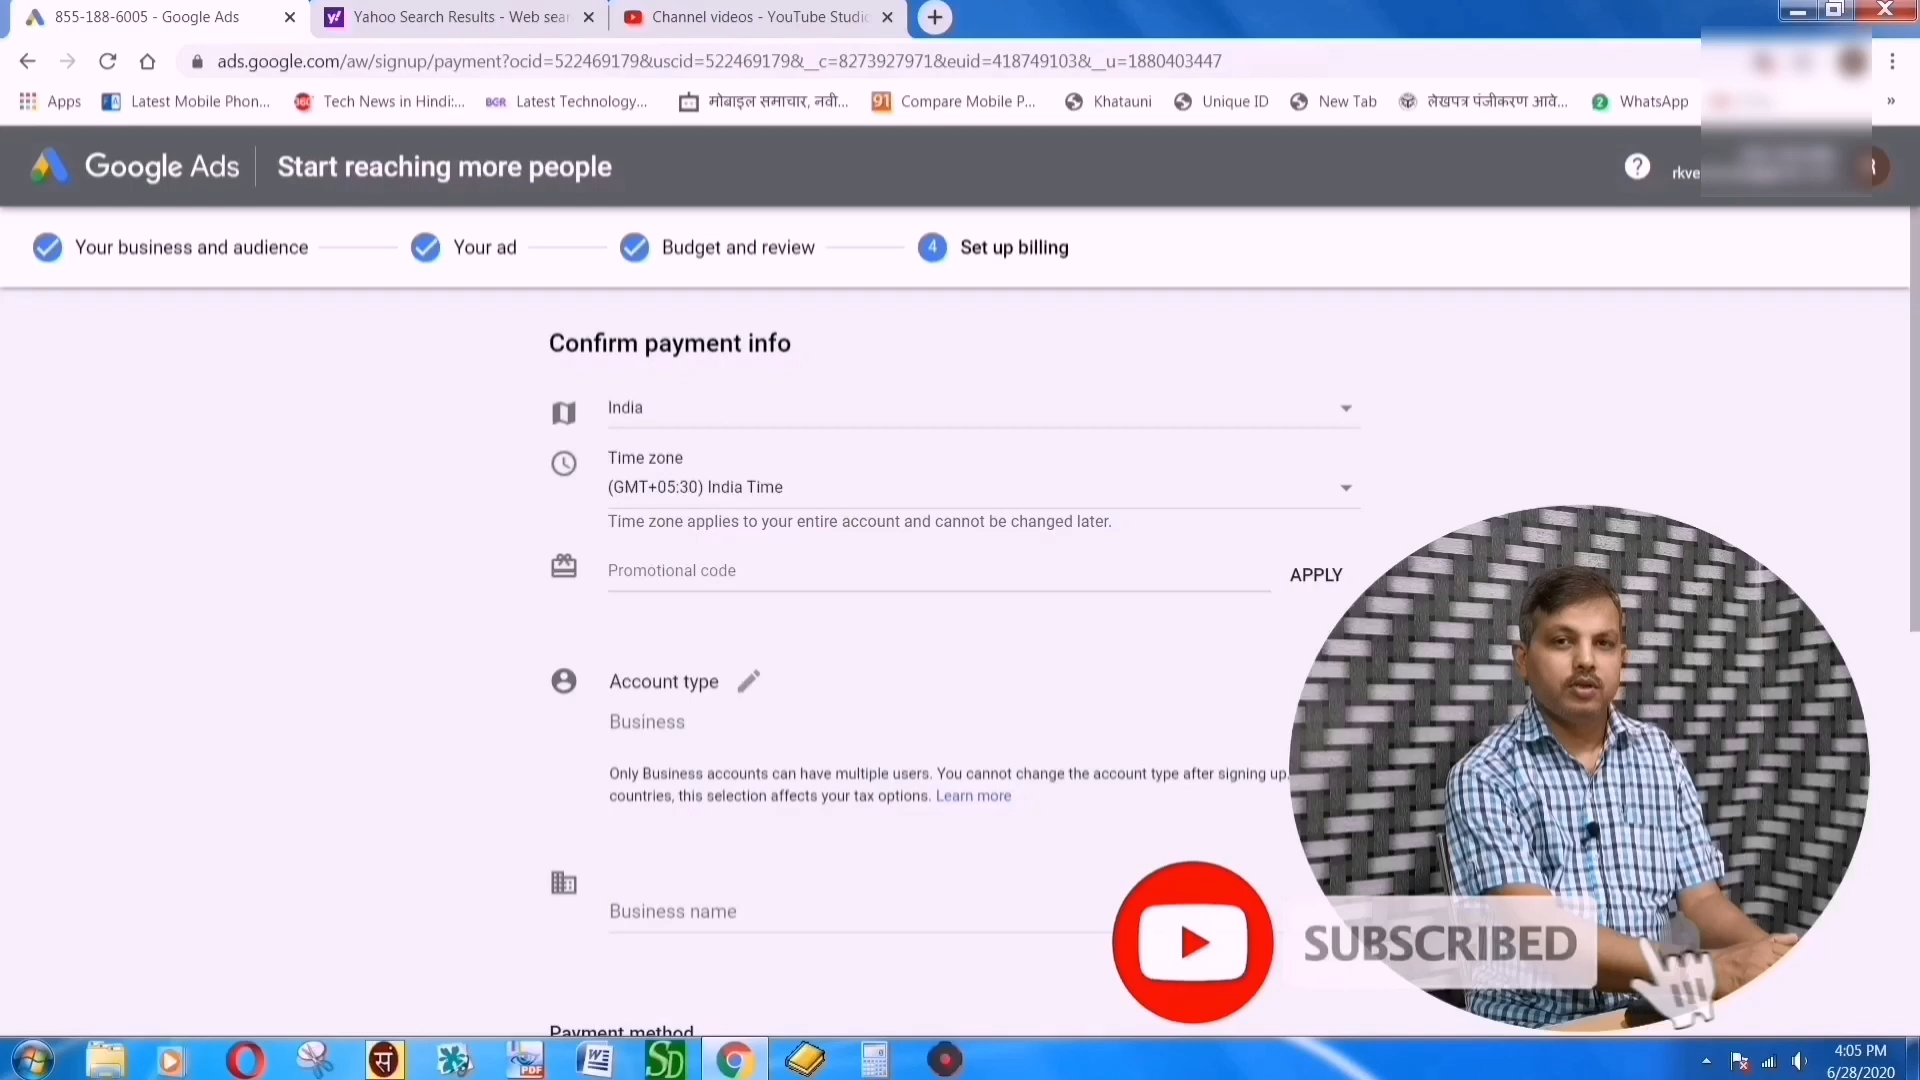 855-188-6005 - Google Ads
Yahoo Search Results - Web sear
Channel videos - YouTube Studio
ads.google.com/aw/signup/payment?ocid=522469179&uscid=522469179&__c=8273927971&euid=418749103&__u=1880403447
Apps
Latest Mobile Phon...
Tech News in Hindi:...
BGR Latest Technology...
मोबाइल समाचार, नवी...
91 Compare Mobile P...
Khatauni
Unique ID
New Tab
लेखपत्र पंजीकरण आवे...
2 WhatsApp
»
Google Ads
Start reaching more people
?
rkve
Your business and audience
Your ad
Budget and review
4 Set up billing
Confirm payment info
India
Time zone
(GMT+05:30) India Time
Time zone applies to your entire account and cannot be changed later.
Promotional code
APPLY
Account type
Business
Only Business accounts can have multiple users. You cannot change the account type after signing up.
countries, this selection affects your tax options. Learn more
Business name
SUBSCRIBED
Payment method
सं
PDF
W
SD
4:05 PM
6/28/2020